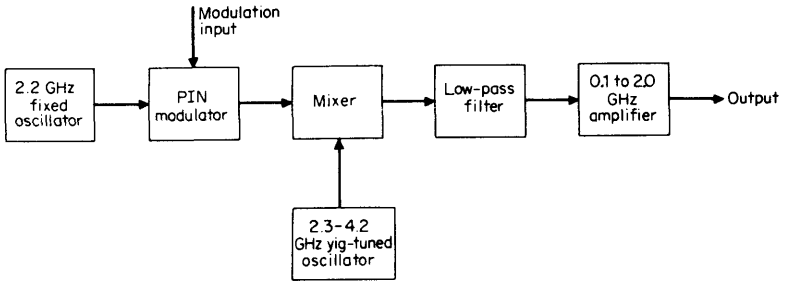 Modulation
input
2.2 GHz
fixed
oscillator
PIN
modulator
Mixer
Low-pass
filter
0.1 to 2.0
GHz
amplifier
Output
2.3-4.2
GHz yig-tuned
oscillator